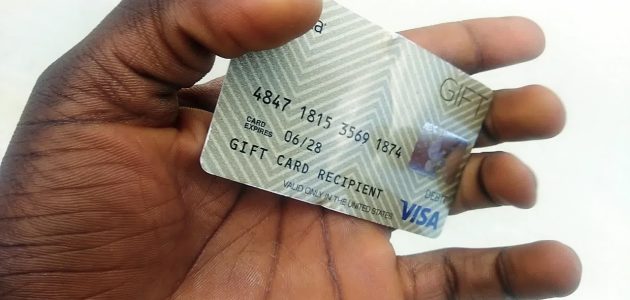 GIFT
4847 1815 3569 1874
CARD
EXPIRES 06/28
GIFT CARD RECIPIENT
VALID ONLY IN THE UNITED STATES
DEBIT
VISA